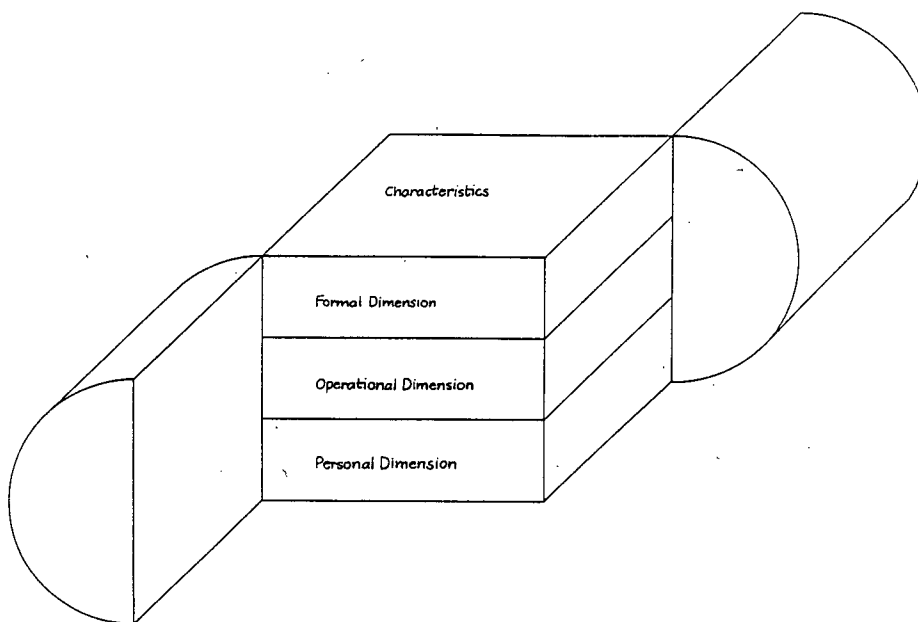 Characteristics
Formal Dimension
Operational Dimension
Personal Dimension